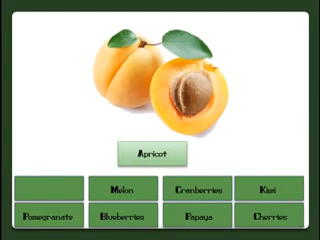 Apricot
Melon
Cranberries
Kiwi
Pomegranate
Blueberries
Papaya
Cherries